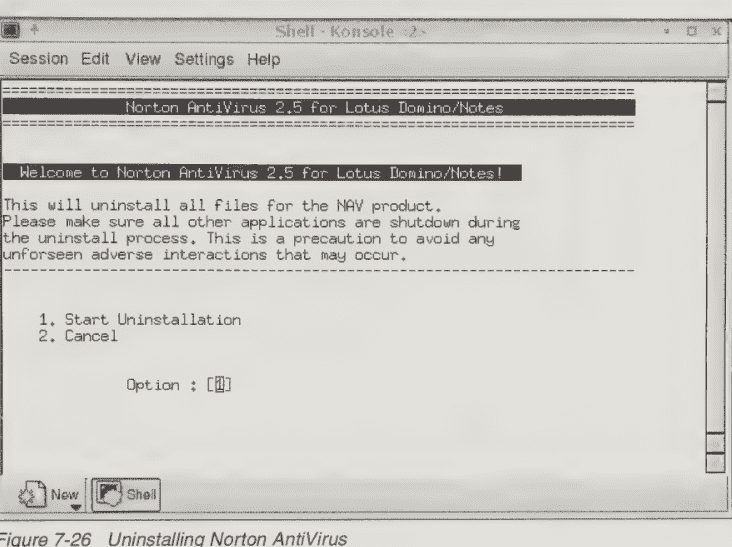 Shell - Konsole <2>
Session Edit View Settings Help
Norton AntiVirus 2.5 for Lotus Domino/Notes
Welcome to Norton AntiVirus 2.5 for Lotus Domino/Notes!
This will uninstall all files for the NAV product.
Please make sure all other applications are shutdown during
the uninstall process. This is a precaution to avoid any
unforseen adverse interactions that may occur.
1. Start Uninstallation
2. Cancel
Option : [1]
New Shell
Figure 7-26 Uninstalling Norton AntiVirus